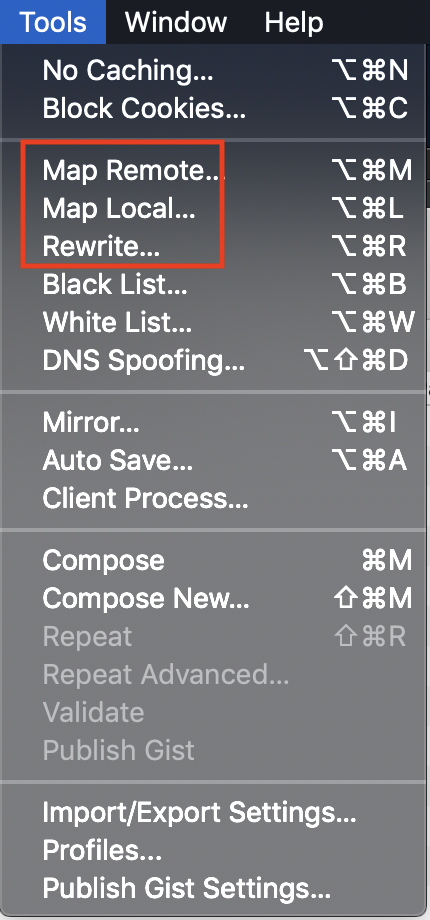 Tools Window Help
No Caching... ⌥⌘N
Block Cookies... ⌥⌘C
Map Remote... ⌥⌘M
Map Local... ⌥⌘L
Rewrite... ⌥⌘R
Black List... ⌥⌘B
White List... ⌥⌘W
DNS Spoofing... ⌥⇧⌘D
Mirror... ⌥⌘I
Auto Save... ⌥⌘A
Client Process...
Compose ⌘M
Compose New... ⇧⌘M
Repeat ⇧⌘R
Repeat Advanced...
Validate
Publish Gist
Import/Export Settings...
Profiles...
Publish Gist Settings...